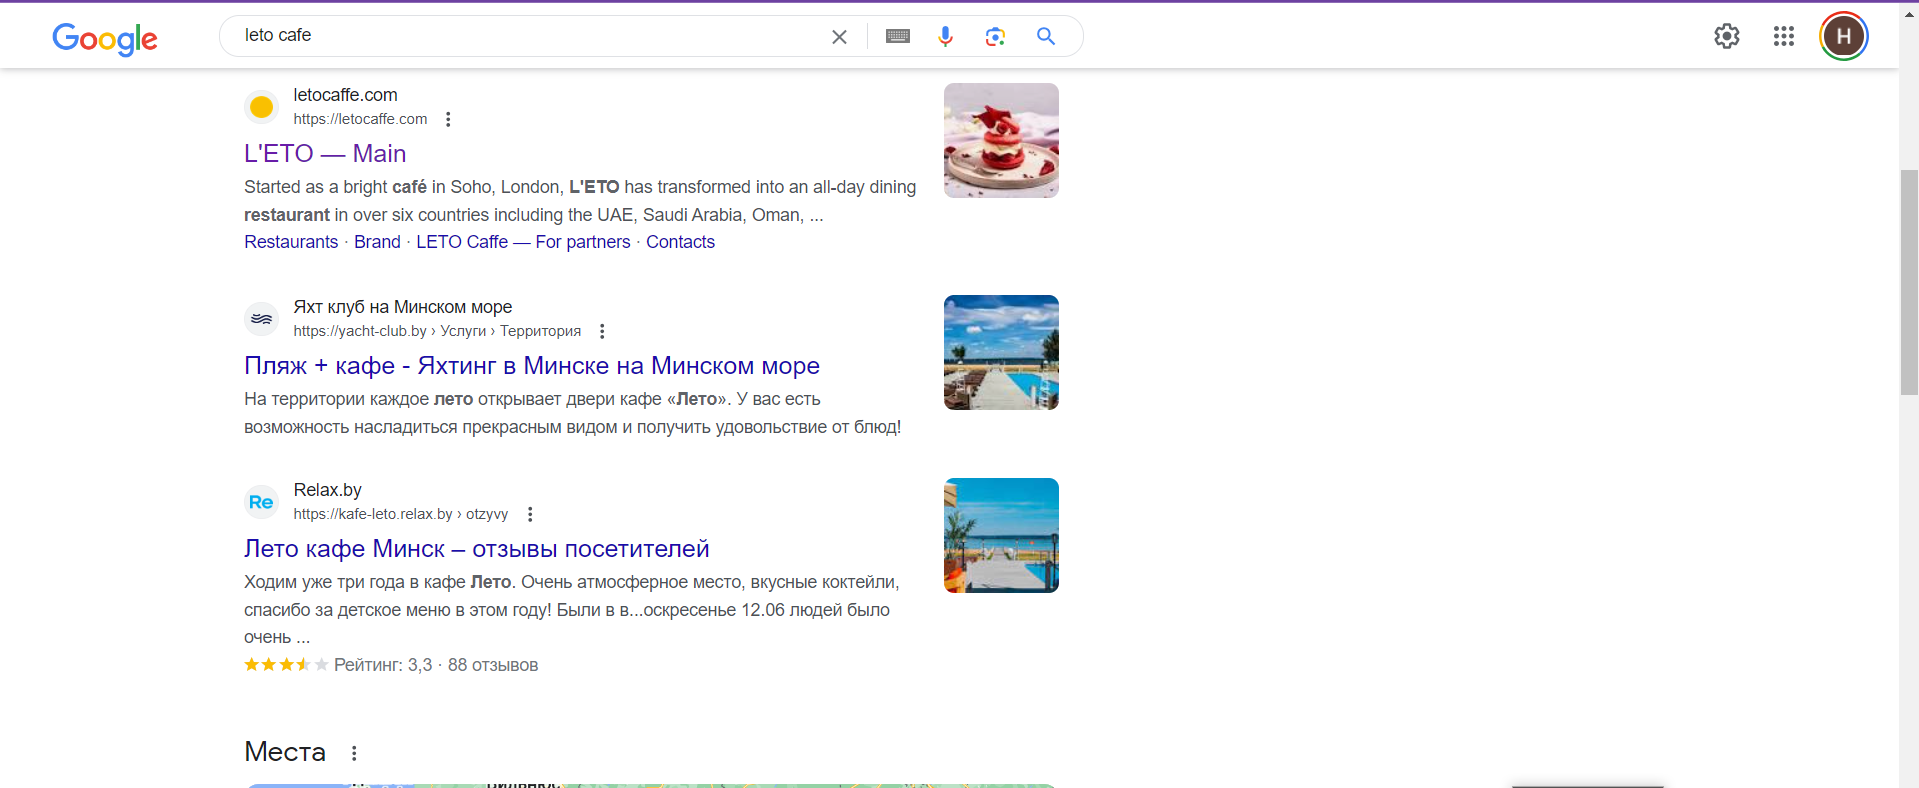 Google
leto cafe
H
letocaffe.com
https://letocaffe.com
L'ETO — Main
Started as a bright café in Soho, London, L'ETO has transformed into an all-day dining
restaurant in over six countries including the UAE, Saudi Arabia, Oman, ...
Restaurants · Brand · LETO Caffe — For partners · Contacts
Яхт клуб на Минском море
https://yacht-club.by › Услуги › Территория
Пляж + кафе - Яхтинг в Минске на Минском море
На территории каждое лето открывает двери кафе «Лето». У вас есть
возможность насладиться прекрасным видом и получить удовольствие от блюд!
Re
Relax.by
https://kafe-leto.relax.by › otzyvy
Лето кафе Минск – отзывы посетителей
Ходим уже три года в кафе Лето. Очень атмосферное место, вкусные коктейли,
спасибо за детское меню в этом году! Были в в...оскресенье 12.06 людей было
очень ...
Рейтинг: 3,3 · 88 отзывов
Места